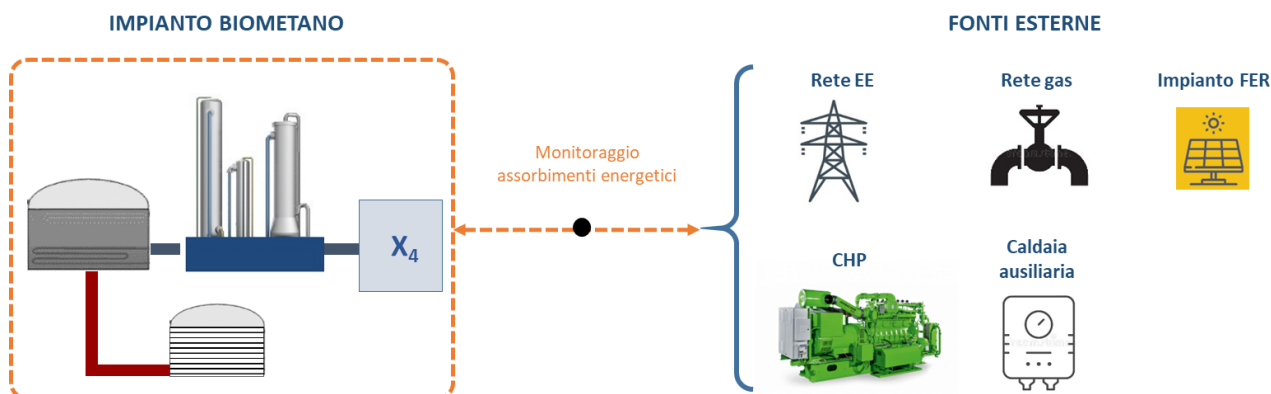 IMPIANTO BIOMETANO
FONTI ESTERNE
Rete EE
Rete gas
Impianto FER
Monitoraggio
assorbimenti energetici
X4
CHP
Caldaia
ausiliaria